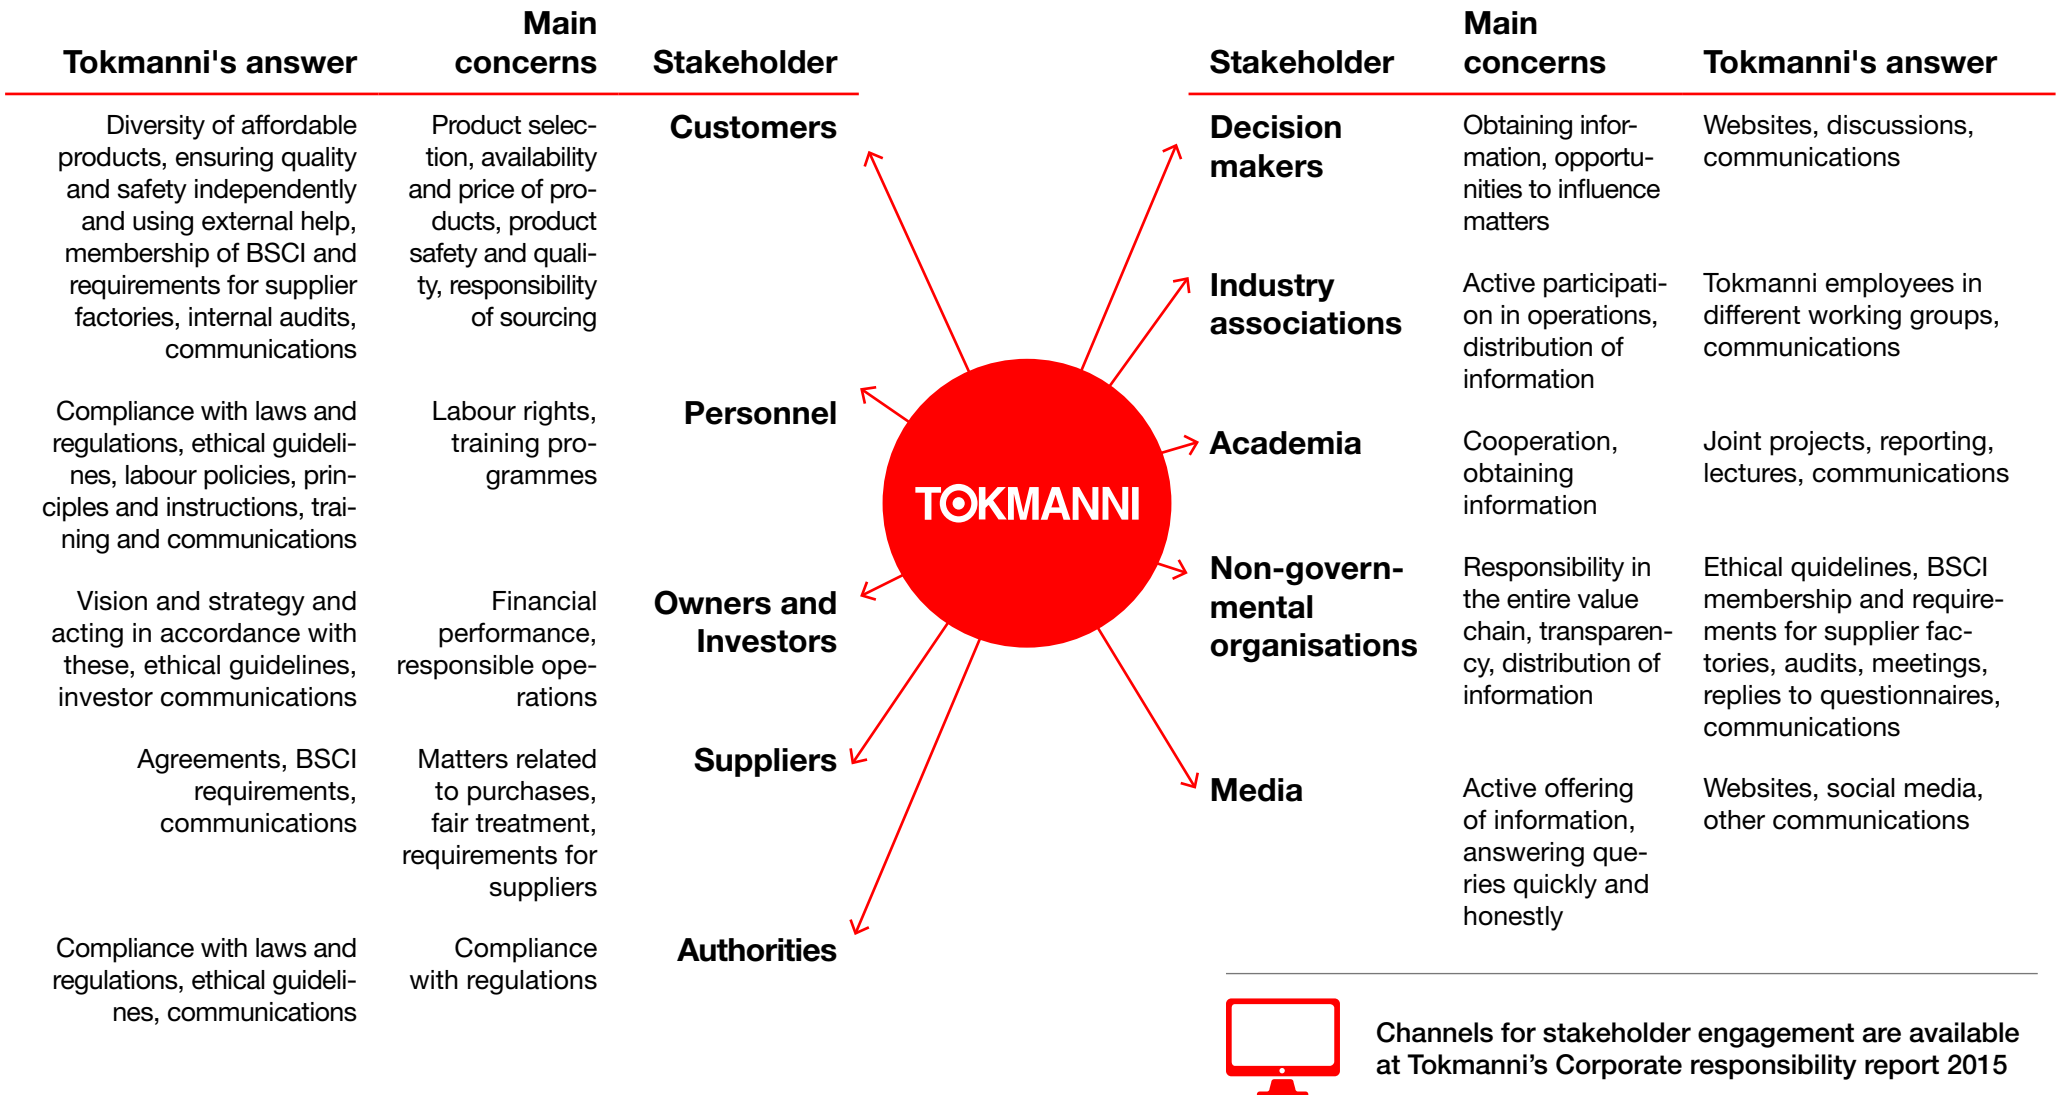 Tokmanni's answer
Main
concerns
Stakeholder
Diversity of affordable
products, ensuring quality
and safety independently
and using external help,
membership of BSCI and
requirements for supplier
factories, internal audits,
communications
Product selec-
tion, availability
and price of pro-
ducts, product
safety and quali-
ty, responsibility
of sourcing
Customers
Compliance with laws and
regulations, ethical guideli-
nes, labour policies, prin-
ciples and instructions, trai-
ning and communications
Labour rights,
training pro-
grammes
Personnel
Vision and strategy and
acting in accordance with
these, ethical guidelines,
investor communications
Financial
performance,
responsible ope-
rations
Owners and
Investors
Agreements, BSCI
requirements,
communications
Matters related
to purchases,
fair treatment,
requirements for
suppliers
Suppliers
Compliance with laws and
regulations, ethical guideli-
nes, communications
Compliance
with regulations
Authorities
TOKMANNI
Stakeholder
Main
concerns
Tokmanni's answer
Decision
makers
Obtaining infor-
mation, opportu-
nities to influence
matters
Websites, discussions,
communications
Industry
associations
Active participati-
on in operations,
distribution of
information
Tokmanni employees in
different working groups,
communications
Academia
Cooperation,
obtaining
information
Joint projects, reporting,
lectures, communications
Non-govern-
mental
organisations
Responsibility in
the entire value
chain, transparen-
cy, distribution of
information
Ethical quidelines, BSCI
membership and require-
ments for supplier fac-
tories, audits, meetings,
replies to questionnaires,
communications
Media
Active offering
of information,
answering que-
ries quickly and
honestly
Websites, social media,
other communications
Channels for stakeholder engagement are available
at Tokmanni’s Corporate responsibility report 2015